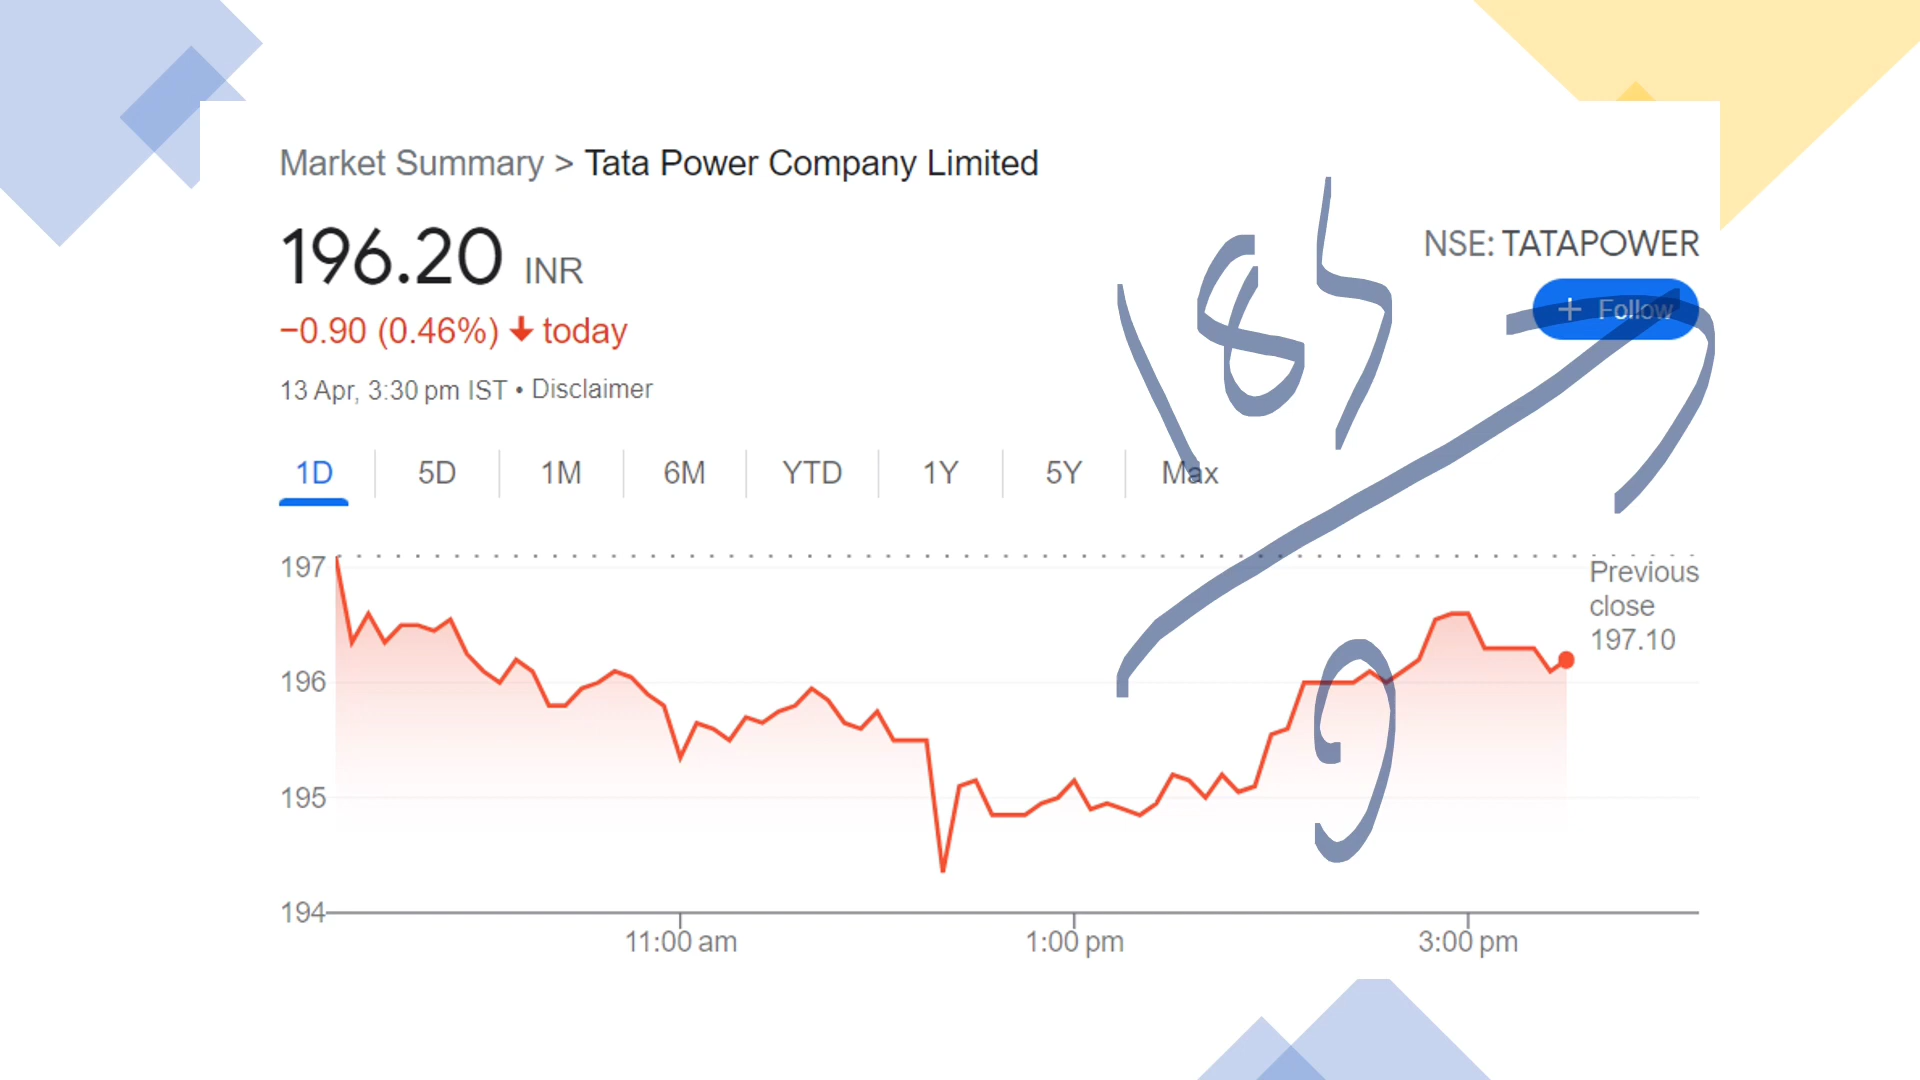 Market Summary > Tata Power Company Limited
196.20 INR
NSE: TATAPOWER
+ Follow
−0.90 (0.46%) ↓ today
13 Apr, 3:30 pm IST • Disclaimer
185
1D 5D 1M 6M YTD 1Y 5Y Max
197
Previous
close
197.10
196
195
194
11:00 am 1:00 pm 3:00 pm